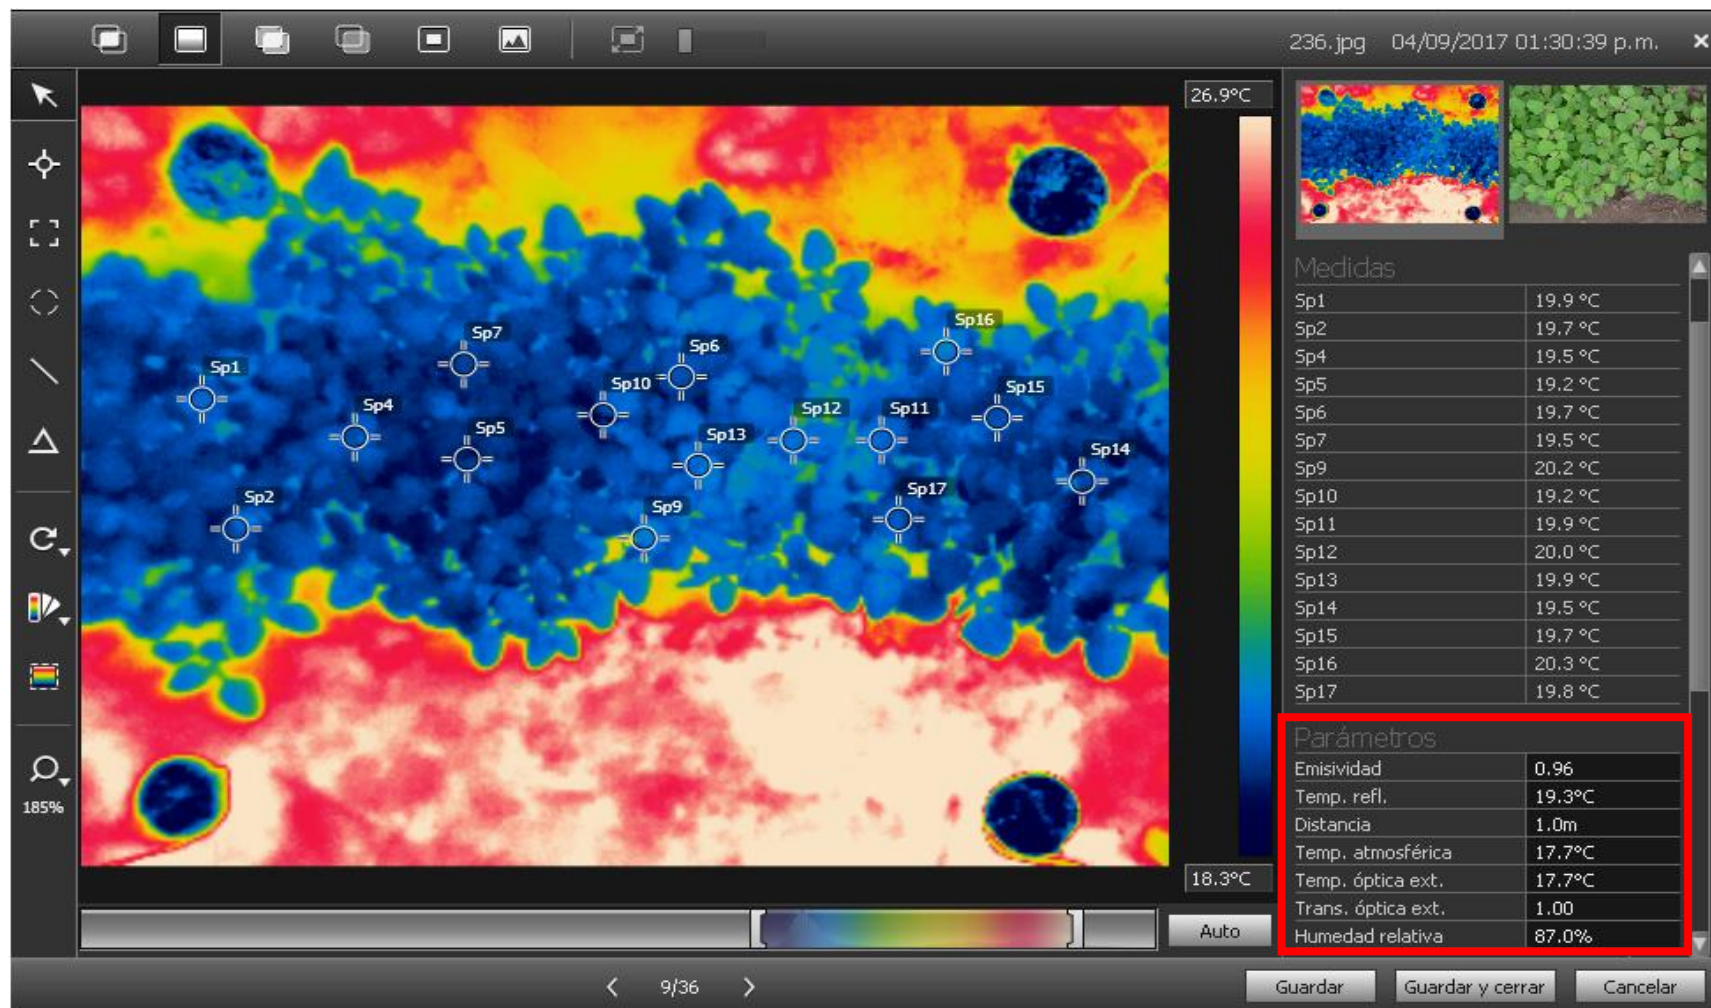 236.jpg 04/09/2017 01:30:39 p.m.
26.9°C
Sp16
Sp7
Sp6
Sp1
Sp10
Sp15
Sp4
Sp12
Sp11
Sp5
Sp13
Sp14
Sp2
Sp17
Sp9
185%
18.3°C
Auto
Medidas
Sp1 19.9 °C
Sp2 19.7 °C
Sp4 19.5 °C
Sp5 19.2 °C
Sp6 19.7 °C
Sp7 19.5 °C
Sp9 20.2 °C
Sp10 19.2 °C
Sp11 19.9 °C
Sp12 20.0 °C
Sp13 19.9 °C
Sp14 19.5 °C
Sp15 19.7 °C
Sp16 20.3 °C
Sp17 19.8 °C
Parámetros
Emisividad 0.96
Temp. refl. 19.3°C
Distancia 1.0m
Temp. atmosférica 17.7°C
Temp. óptica ext. 17.7°C
Trans. óptica ext. 1.00
Humedad relativa 87.0%
9/36
Guardar Guardar y cerrar Cancelar